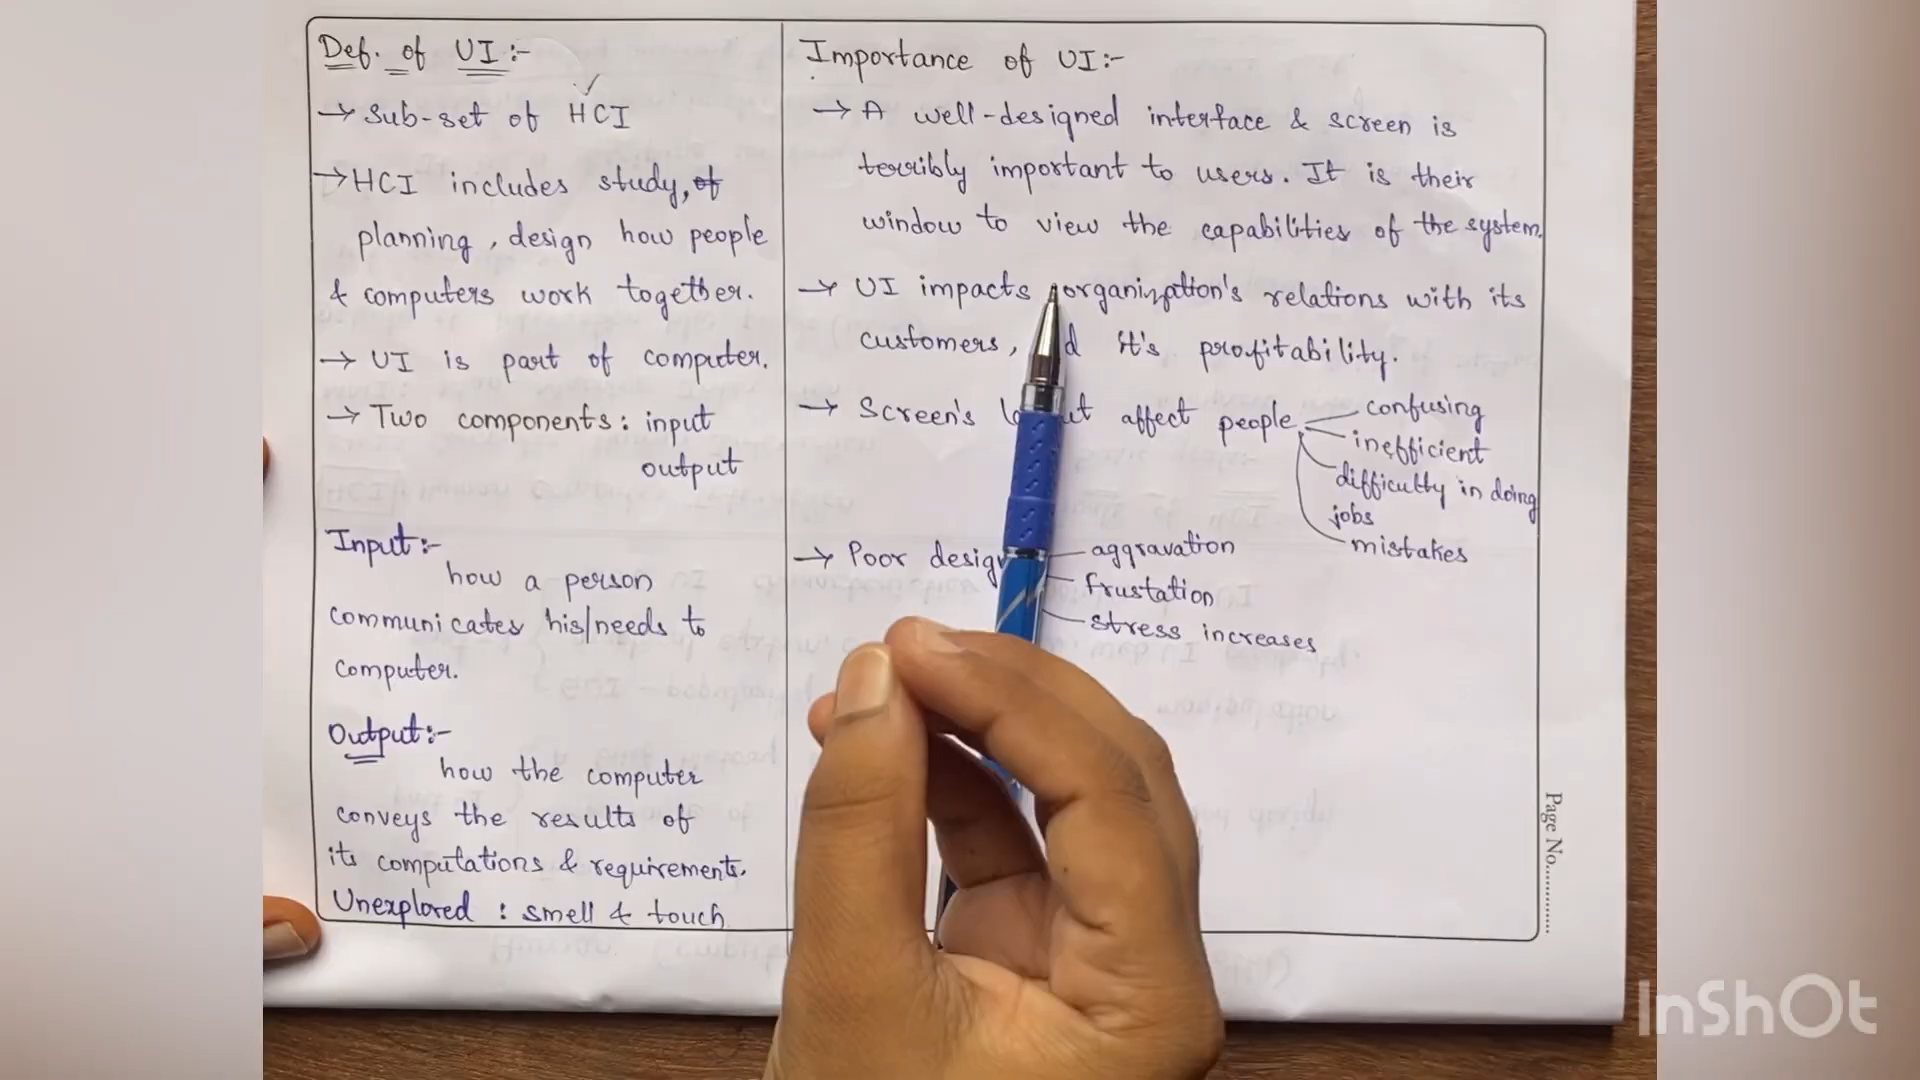 Def. of UI:-
→ Sub-set of HCI
→ HCI includes study, of
planning, design how people
& computers work together.
→ UI is part of computer.
→ Two components: input
output
Input:-
how a person
communicates his/needs to
computer.
Output:-
how the computer
conveys the results of
its computations & requirements.
Unexplored : smell & touch
Importance of UI:-
→ A well-designed interface & screen is
terribly important to users. It is their
window to view the capabilities of the system.
→ UI impacts organization's relations with its
customers, it's profitability.
→ Screen's affect people
confusing
inefficient
difficulty in doing
jobs
mistakes
→ Poor design
aggravation
frustation
stress increases
Page No..............
InShOt